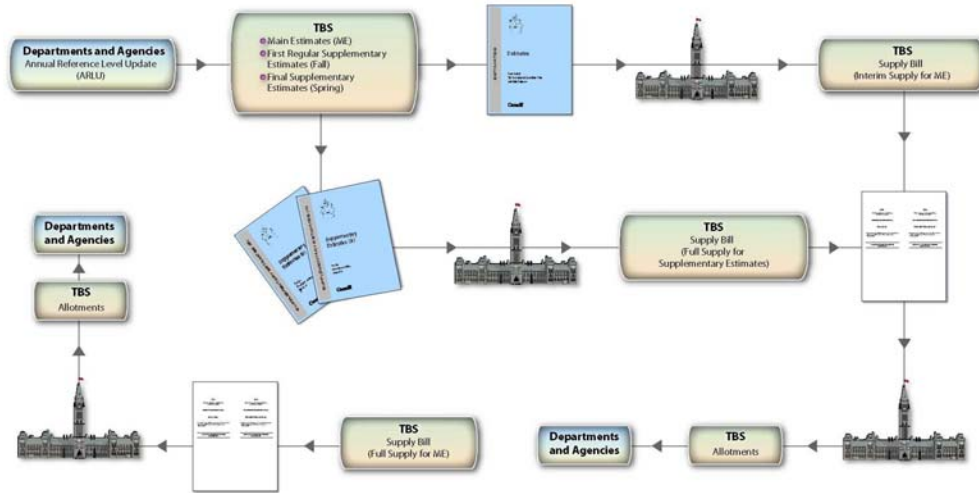 Departments and Agencies
Annual Reference Level Update
(ARLU)
TBS
Main Estimates (ME)
First Regular Supplementary
Estimates (Fall)
Final Supplementary
Estimates (Spring)
Estimates
Canada
TBS
Supply Bill
(Interim Supply for ME)
Departments
and Agencies
TBS
Allotments
Supplementary
Estimates
Supplementary
Estimates
Canada
TBS
Supply Bill
(Full Supply for
Supplementary Estimates)
TBS
Supply Bill
(Full Supply for ME)
Departments
and Agencies
TBS
Allotments